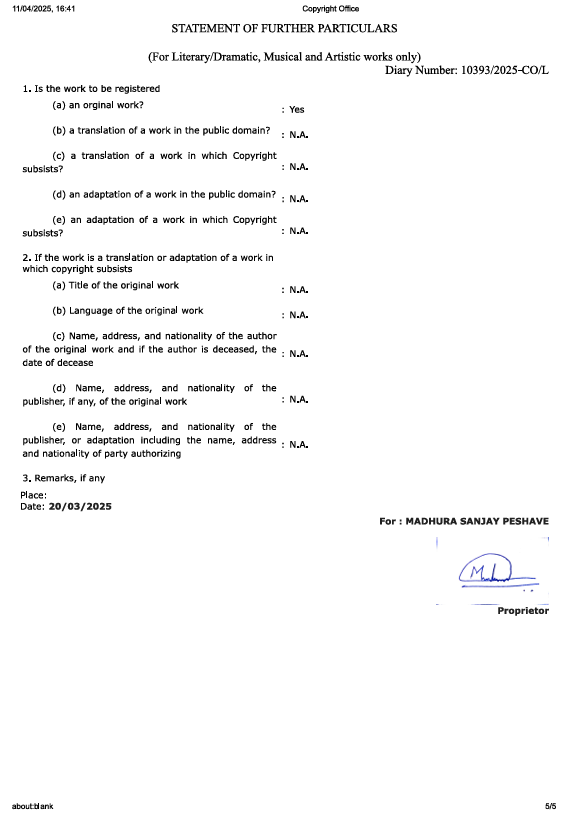 11/04/2025, 16:41
Copyright Office
STATEMENT OF FURTHER PARTICULARS
(For Literary/Dramatic, Musical and Artistic works only)
Diary Number: 10393/2025-CO/L
1. Is the work to be registered
(a) an orginal work? : Yes
(b) a translation of a work in the public domain? : N.A.
(c) a translation of a work in which Copyright
subsists? : N.A.
(d) an adaptation of a work in the public domain? : N.A.
(e) an adaptation of a work in which Copyright
subsists? : N.A.
2. If the work is a translation or adaptation of a work in
which copyright subsists
(a) Title of the original work : N.A.
(b) Language of the original work : N.A.
(c) Name, address, and nationality of the author
of the original work and if the author is deceased, the : N.A.
date of decease
(d) Name, address, and nationality of the
publisher, if any, of the original work : N.A.
(e) Name, address, and nationality of the
publisher, or adaptation including the name, address : N.A.
and nationality of party authorizing
3. Remarks, if any
Place:
Date: 20/03/2025
For : MADHURA SANJAY PESHAVE
Proprietor
about:blank
5/5